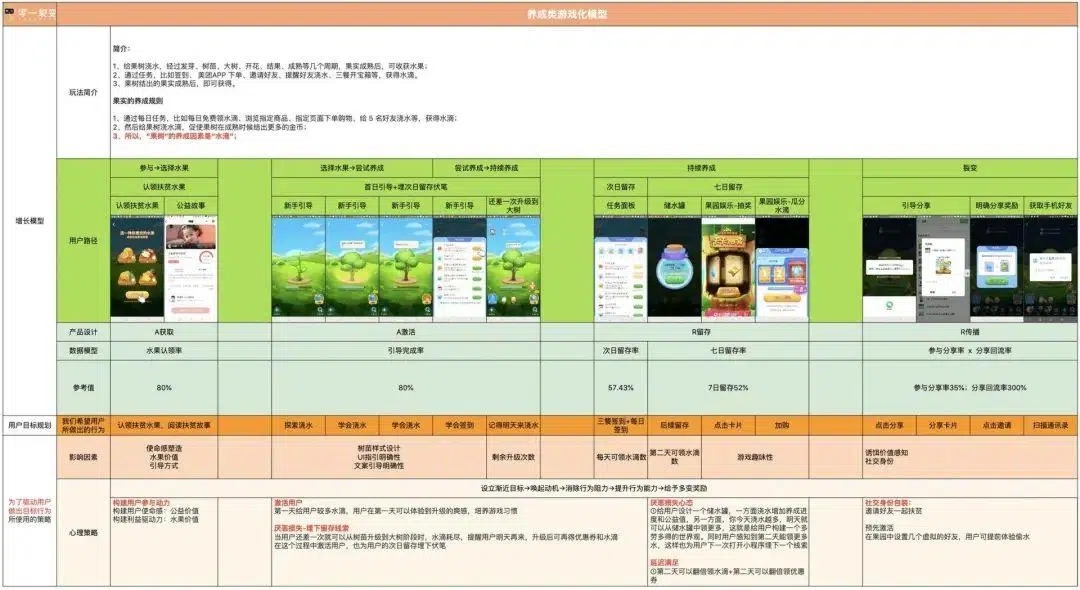 零一裂变
养成类游戏化模型
增长模型
玩法简介
简介：
1、给果树浇水，经过发芽、树苗、大树、开花、结果、成熟等几个周期，果实成熟后，可收获水果；
2、通过任务，比如签到、美团APP 下单、邀请好友、提醒好友浇水、三餐开宝箱等，获得水滴。
3、果树结出的果实成熟后，即可获得。
果实的养成规则
1、通过每日任务，比如每日免费领水滴、浏览指定商品、指定页面下单购物、给 5 名好友浇水等，获得水滴；
2、然后给果树浇水滴，促使果树在成熟时候结出更多的金币；
3、所以，“果树”的养成因素是“水滴”；
用户路径
参与→选择水果
选择水果→尝试养成
尝试养成→持续养成
持续养成
裂变
认领扶贫水果
首日引导+埋次日留存伏笔
次日留存
七日留存
认领扶贫水果
公益故事
新手引导
新手引导
新手引导
新手引导
还差一次升级到大树
任务面板
储水罐
果园娱乐-抽奖
果园娱乐-瓜分水滴
引导分享
明确分享奖励
获取手机好友
产品设计
A获取
A激活
R留存
R传播
数据模型
水果认领率
引导完成率
次日留存率
七日留存率
参与分享率 x 分享回流率
参考值
80%
80%
57.43%
7日留存52%
参与分享率35%；分享回流率300%
用户目标规划
我们希望用户所做出的行为
认领扶贫水果，阅读扶贫故事
探索浇水
学会浇水
学会浇水
学会签到
记得明天来浇水
三餐签到+每日签到
后续留存
点击卡片
加购
点击分享
分享卡片
点击邀请
扫描通讯录
为了驱动用户做出目标行为所使用的策略
影响因素
使命感塑造
水果价值
引导方式
树苗样式设计
UI指引明确性
文案引导明确性
剩余升级次数
每天可领水滴数
第二天可领水滴数
游戏趣味性
诱饵价值感知
社交身份
心理策略
设立渐近目标→唤起动机→消除行为阻力→提升行为能力→给予多变奖励
构建用户参与动力
构建用户使命感：公益价值
构建利益驱动力：水果价值
激活用户
第一天给用户较多水滴，用户在第一天可以体验到升级的爽感，培养游戏习惯
厌恶损失-埋下留存线索
当用户还差一次就可以从树苗升级到大树阶段时，水滴耗尽，提醒用户明天再来，升级后可再得优惠券和水滴
在这个过程中激活用户，也为用户的次日留存埋下伏笔
厌恶损失心态
①给用户设计一个储水罐，一方面浇水增加养成进度和公益值，另一方面，你今天浇水越多，明天就可以从储水罐中领更多，这就是给用户构建一个多劳多得的世界观。同时用户感知到第二天能领更多水，这样也为用户下一次打开小程序埋下一个线索
延迟满足
①第二天可以翻倍领水滴+第二天可以翻倍领优惠券
社交身份包装：
邀请好友一起扶贫
预先激活
在果园中设置几个虚拟的好友，用户可提前体验偷水